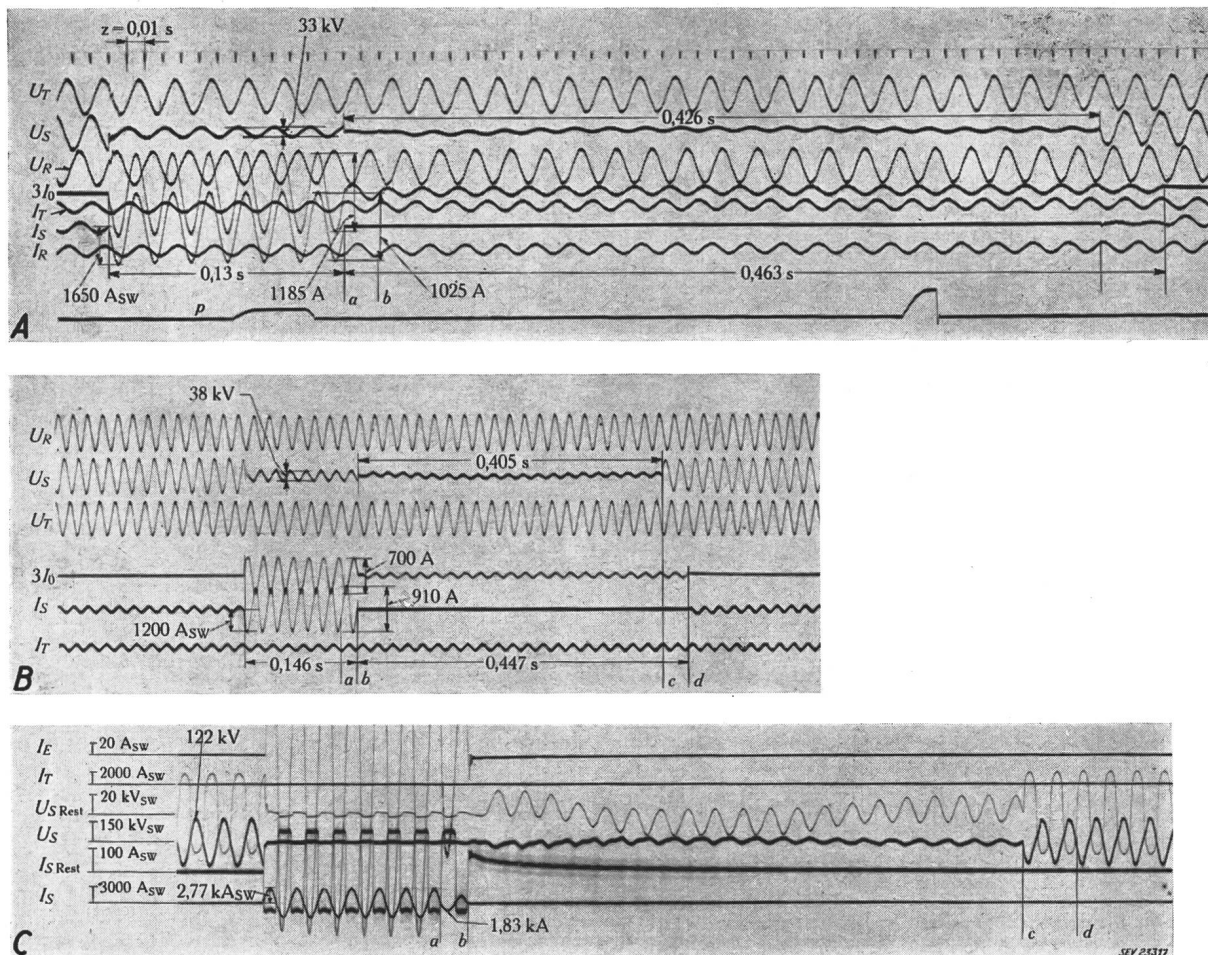 z = 0,01 s
33 kV
U_T
0,426 s
U_S
U_R
3I_0
I_T
I_S
I_R
0,13 s
0,463 s
1650 A_SW
1185 A
a
b
1025 A
p
A
38 kV
U_R
0,405 s
U_S
U_T
700 A
3I_0
I_S
910 A
1200 A_SW
I_T
0,146 s
a
b
0,447 s
c
d
B
I_E
20 A_SW
122 kV
I_T
2000 A_SW
U_S Rest
20 kV_SW
U_S
150 kV_SW
I_S Rest
100 A_SW
I_S
3000 A_SW
2,77 kA_SW
1,83 kA
a
b
c
d
C
SEV 23317